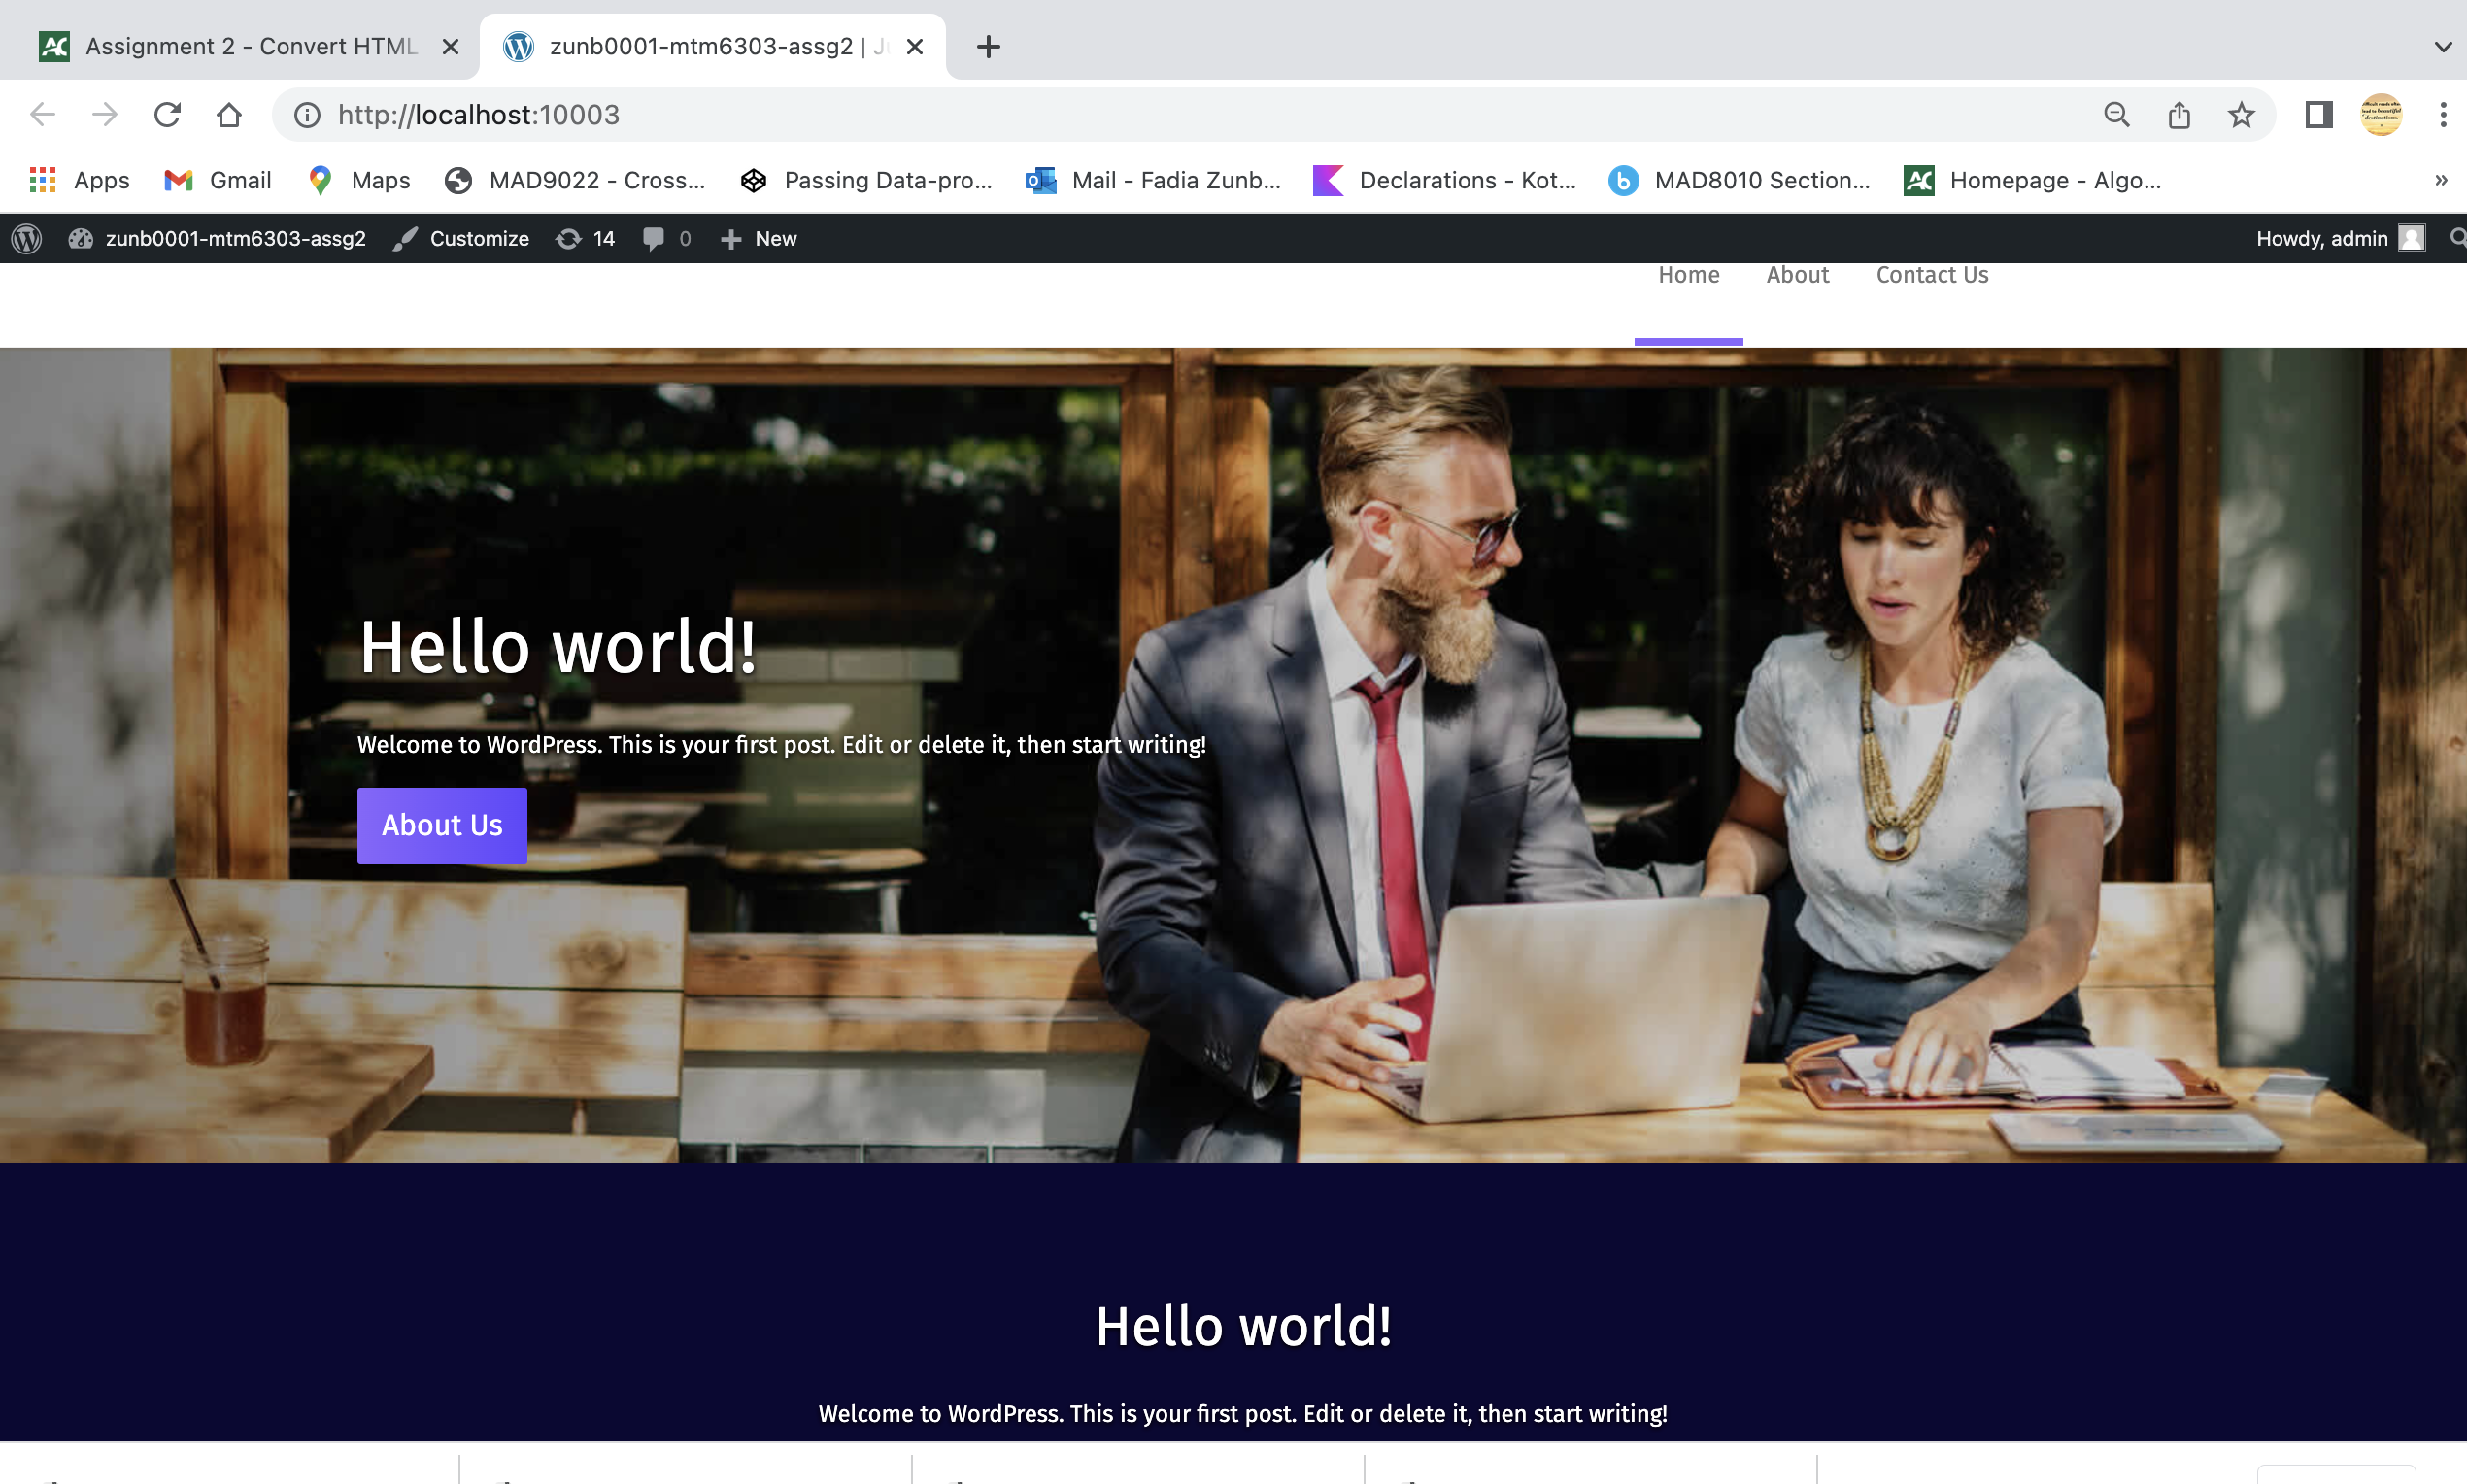 Assignment 2 - Convert HTML
zunb0001-mtm6303-assg2 | Ju
http://localhost:10003
Apps Gmail Maps MAD9022 - Cross... Passing Data-pro... Mail - Fadia Zunb... Declarations - Kot... MAD8010 Section... Homepage - Algo... »
zunb0001-mtm6303-assg2 Customize 14 0 New Howdy, admin
Home About Contact Us
Hello world!
Welcome to WordPress. This is your first post. Edit or delete it, then start writing!
About Us
Hello world!
Welcome to WordPress. This is your first post. Edit or delete it, then start writing!